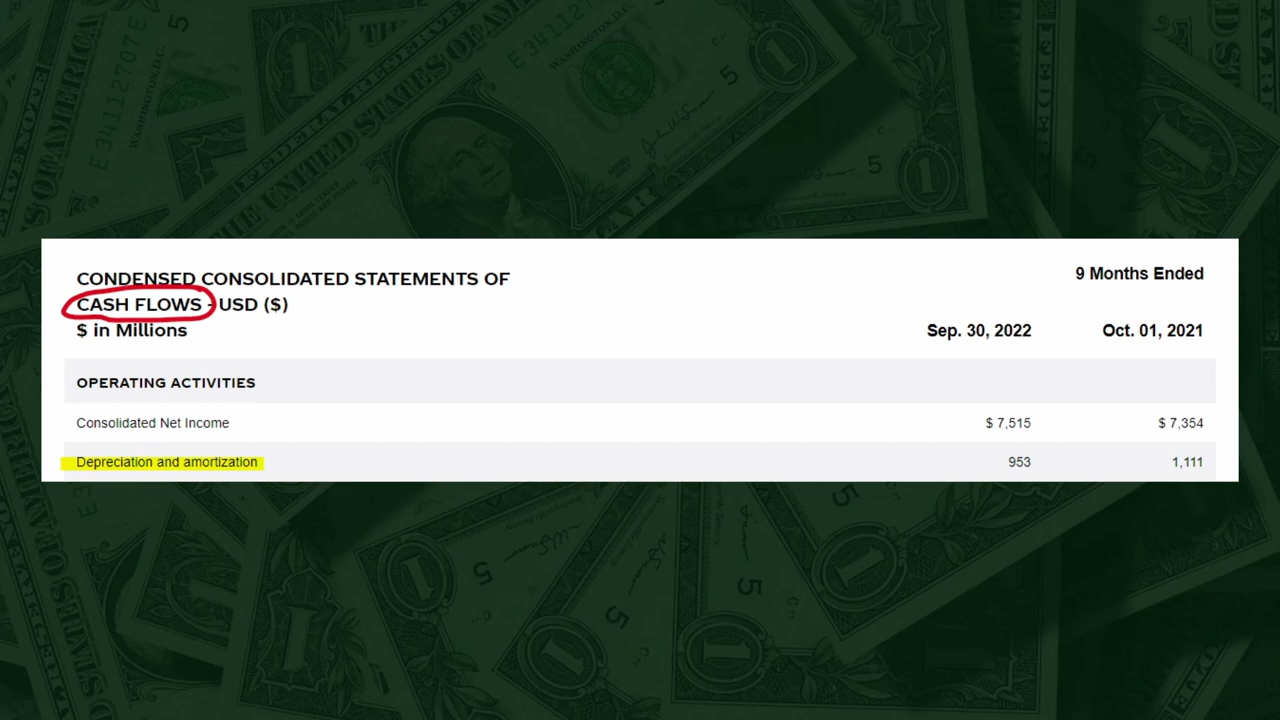 CONDENSED CONSOLIDATED STATEMENTS OF
CASH FLOWS - USD ($)
$ in Millions
9 Months Ended
Sep. 30, 2022 Oct. 01, 2021
OPERATING ACTIVITIES
Consolidated Net Income $ 7,515 $ 7,354
Depreciation and amortization 953 1,111